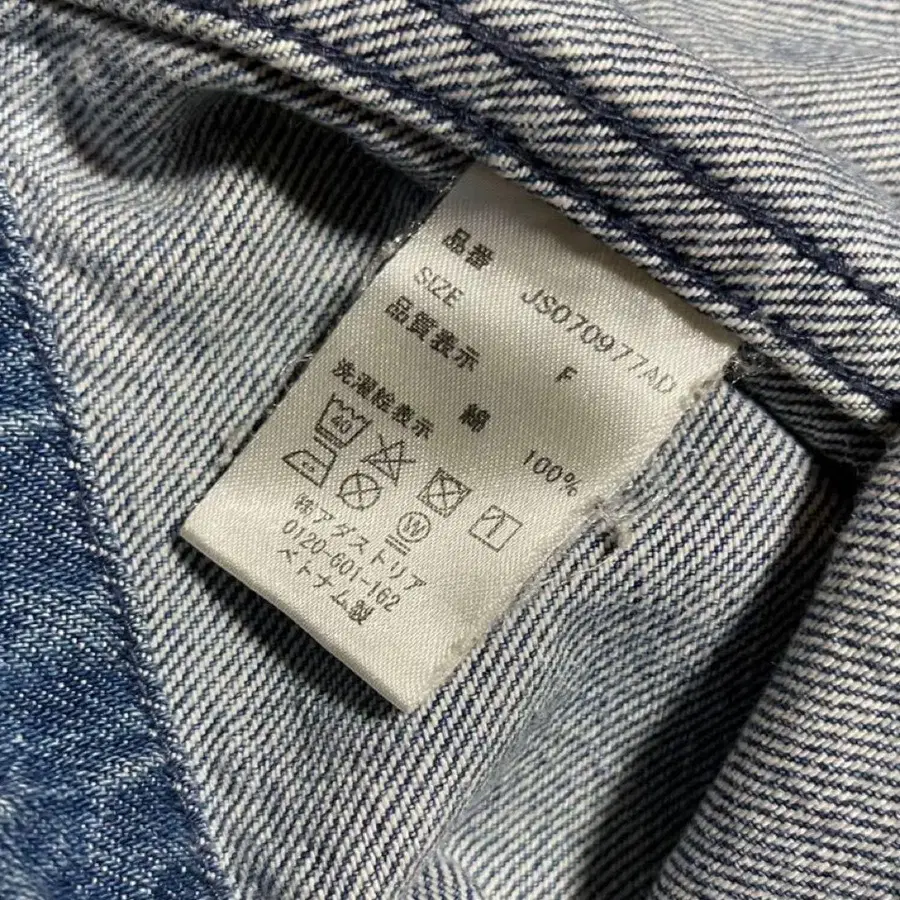 品番 JS070977AD
SIZE F
品質表示
綿 100%
洗濯絵表示
40
W
㈱アダストリア
0120-601-162
ベトナム製